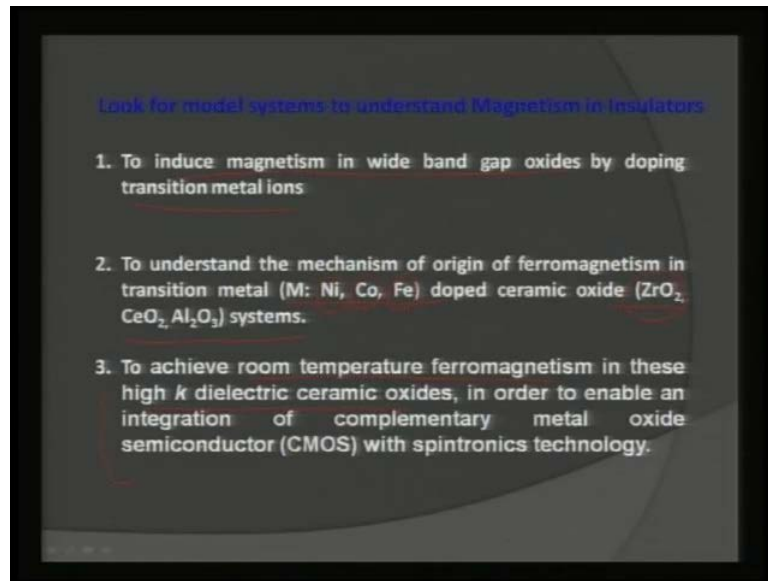 Look for model systems to understand Magnetism in Insulators
1. To induce magnetism in wide band gap oxides by doping
transition metal ions
2. To understand the mechanism of origin of ferromagnetism in
transition metal (M: Ni, Co, Fe) doped ceramic oxide (ZrO₂,
CeO₂, Al₂O₃) systems.
3. To achieve room temperature ferromagnetism in these
high k dielectric ceramic oxides, in order to enable an
integration of complementary metal oxide
semiconductor (CMOS) with spintronics technology.